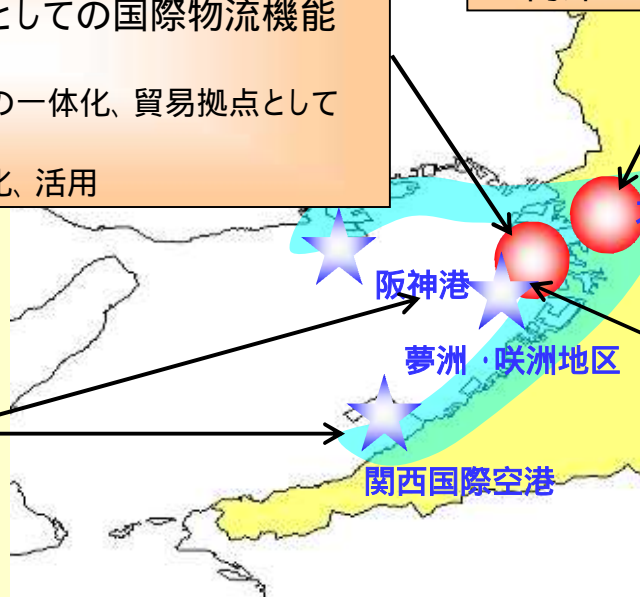 としての国際物流機能
の一体化、貿易拠点として
化、活用
阪神港
夢洲・咲洲地区
関西国際空港